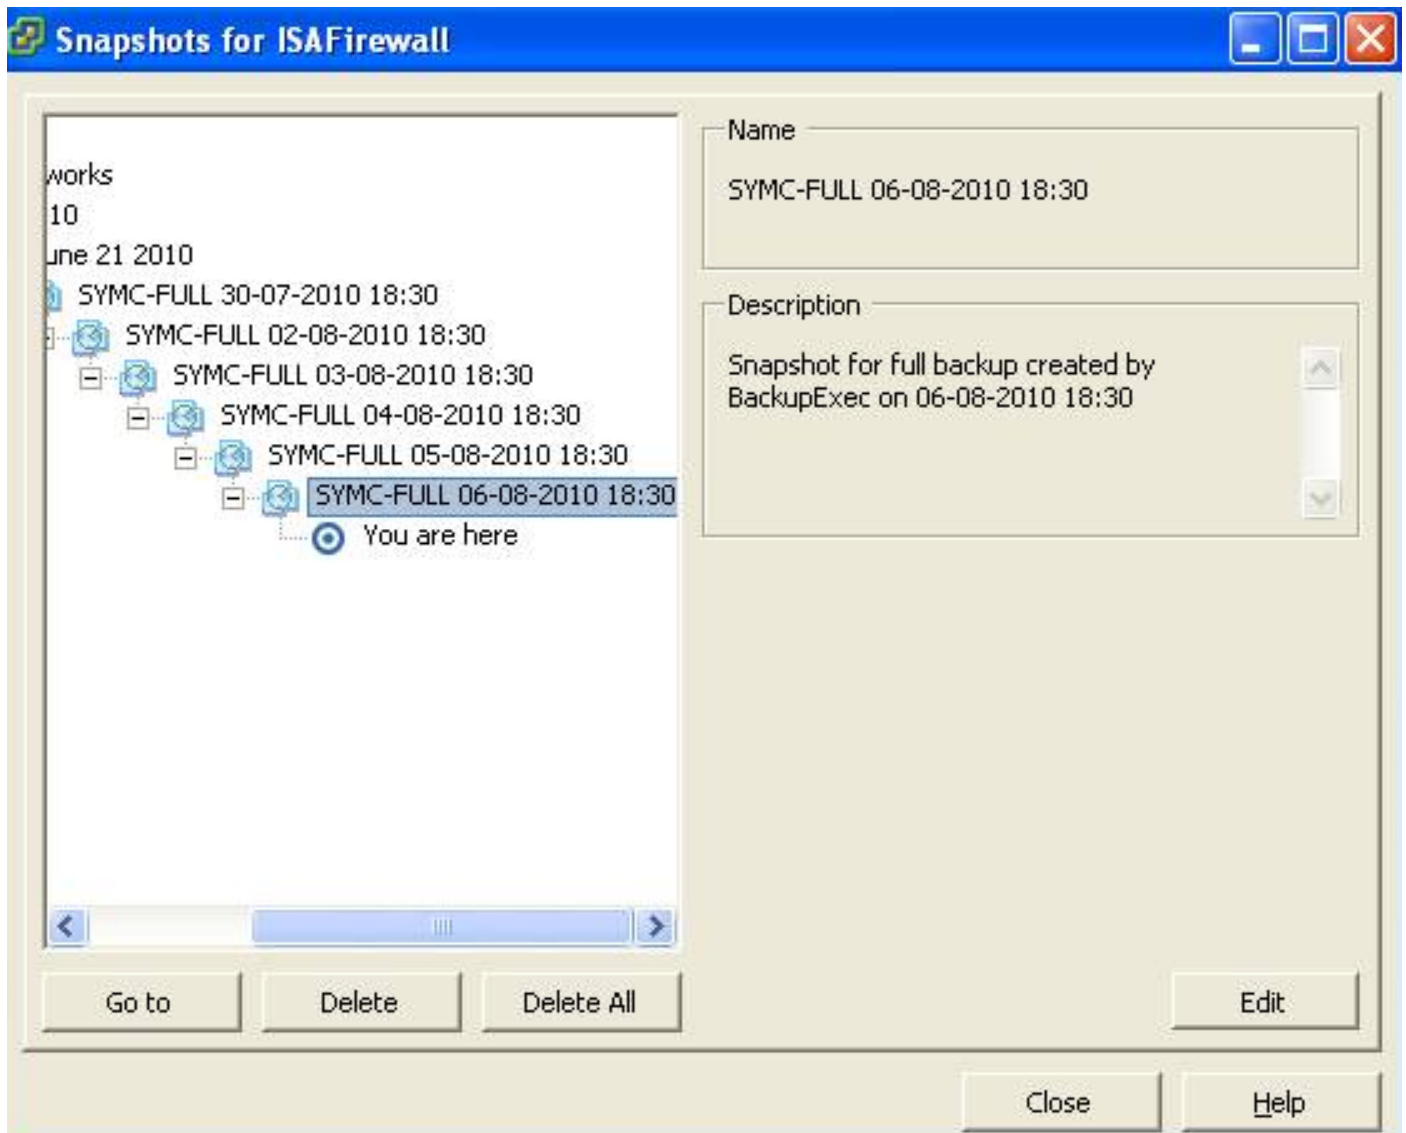 Snapshots for ISAFirewall
works
10
une 21 2010
SYMC-FULL 30-07-2010 18:30
SYMC-FULL 02-08-2010 18:30
SYMC-FULL 03-08-2010 18:30
SYMC-FULL 04-08-2010 18:30
SYMC-FULL 05-08-2010 18:30
SYMC-FULL 06-08-2010 18:30
You are here
Name
SYMC-FULL 06-08-2010 18:30
Description
Snapshot for full backup created by
BackupExec on 06-08-2010 18:30
Go to
Delete
Delete All
Edit
Close
Help